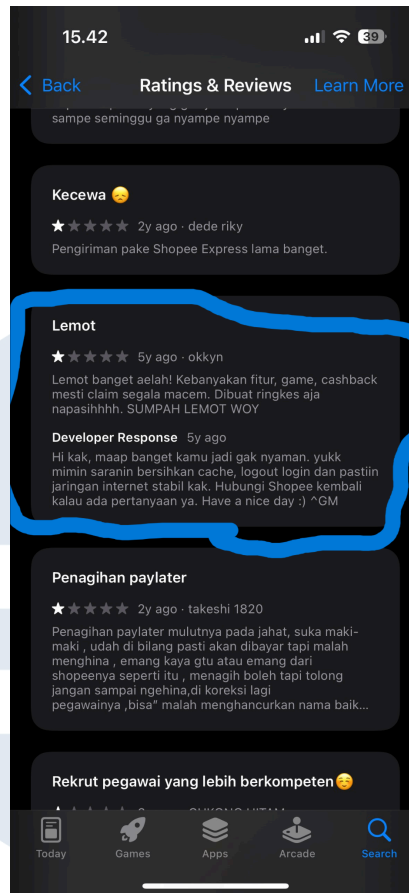 15.42
39
Back
Ratings & Reviews
Learn More
sampe seminggu ga nyampe nyampe
Kecewa 😞
2y ago · dede riky
Pengiriman pake Shopee Express lama banget.
Lemot
5y ago · okkyn
Lemot banget aelah! Kebanyakan fitur, game, cashback
mesti claim segala macem. Dibuat ringkes aja
napasihhhh. SUMPAH LEMOT WOY
Developer Response 5y ago
Hi kak, maap banget kamu jadi gak nyaman. yukk
mimin saranin bersihkan cache, logout login dan pastiin
jaringan internet stabil kak. Hubungi Shopee kembali
kalau ada pertanyaan ya. Have a nice day :) ^GM
Penagihan paylater
2y ago · takeshi 1820
Penagihan paylater mulutnya pada jahat, suka maki-
maki , udah di bilang pasti akan dibayar tapi malah
menghina , emang kaya gtu atau emang dari
shopeenya seperti itu , menagih boleh tapi tolong
jangan sampai ngehina,di koreksi lagi
pegawainya ,bisa” malah menghancurkan nama baik...
Rekrut pegawai yang lebih berkompeten☺️
Today
Games
Apps
Arcade
Search